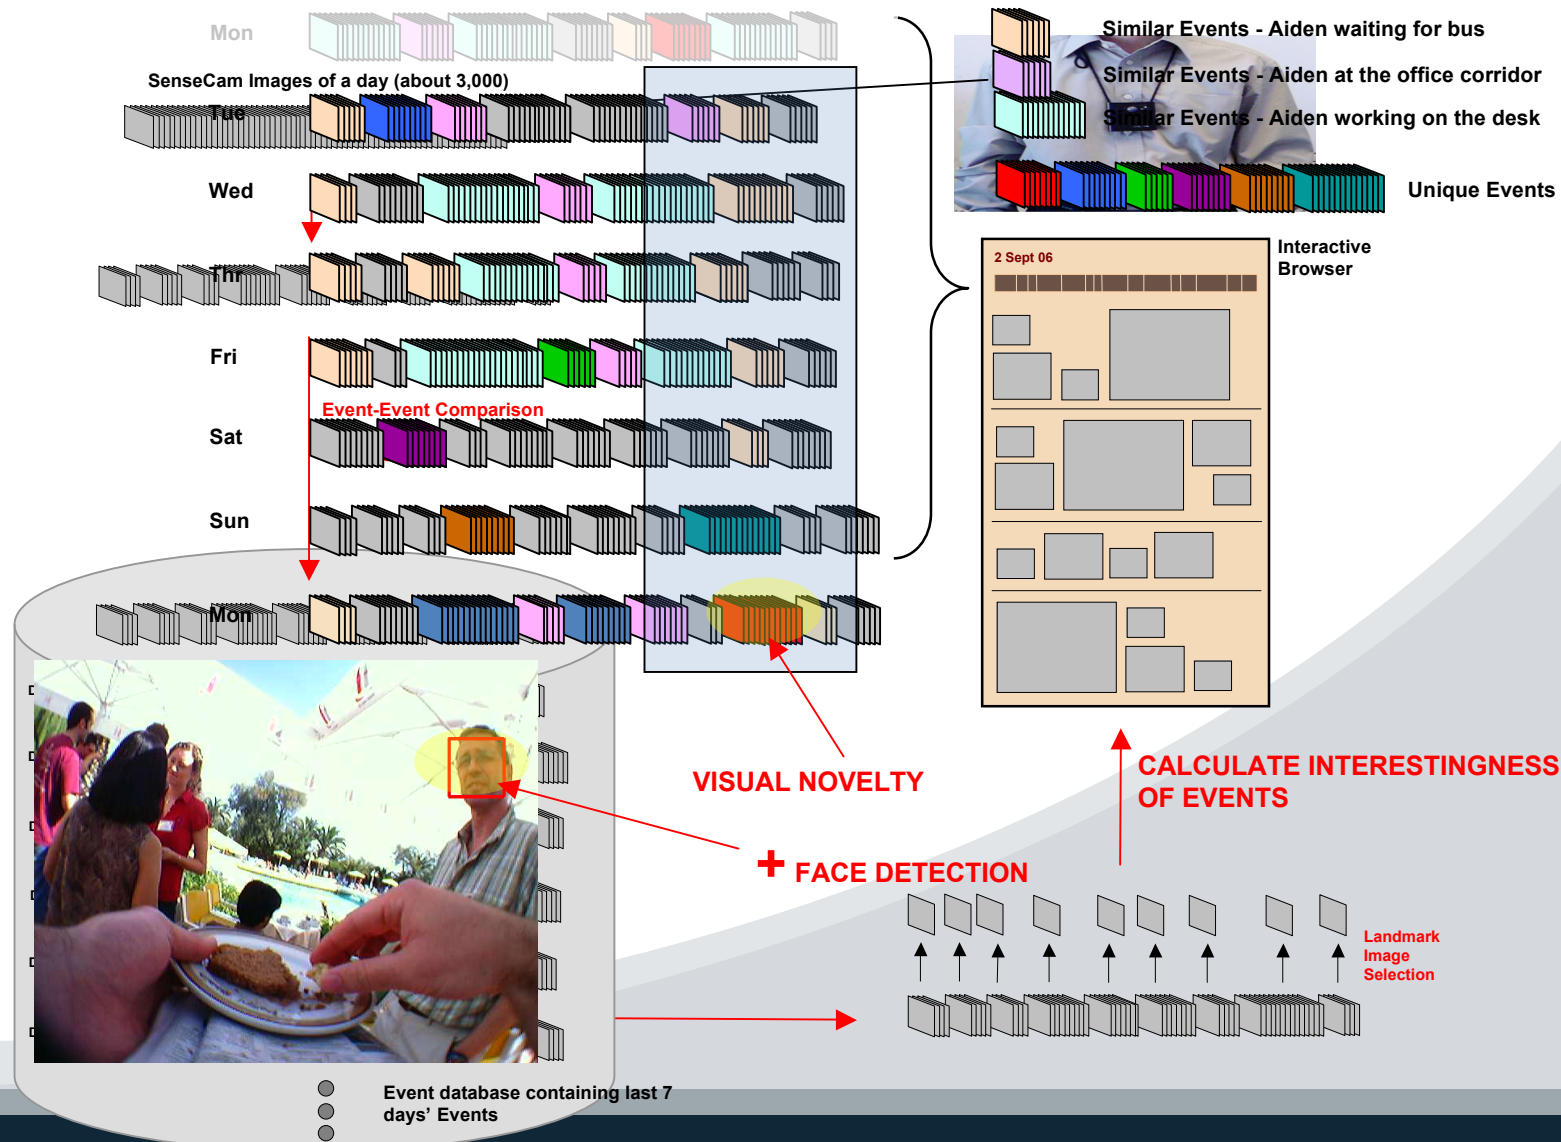 Mon
SenseCam Images of a day (about 3,000)
Tue
Wed
Thr
Fri
Event-Event Comparison
Sat
Sun
Mon
Similar Events - Aiden waiting for bus
Similar Events - Aiden at the office corridor
Similar Events - Aiden working on the desk
Unique Events
Interactive
Browser
2 Sept 06
VISUAL NOVELTY
+ FACE DETECTION
CALCULATE INTERESTINGNESS
OF EVENTS
Landmark
Image
Selection
Event database containing last 7
days’ Events